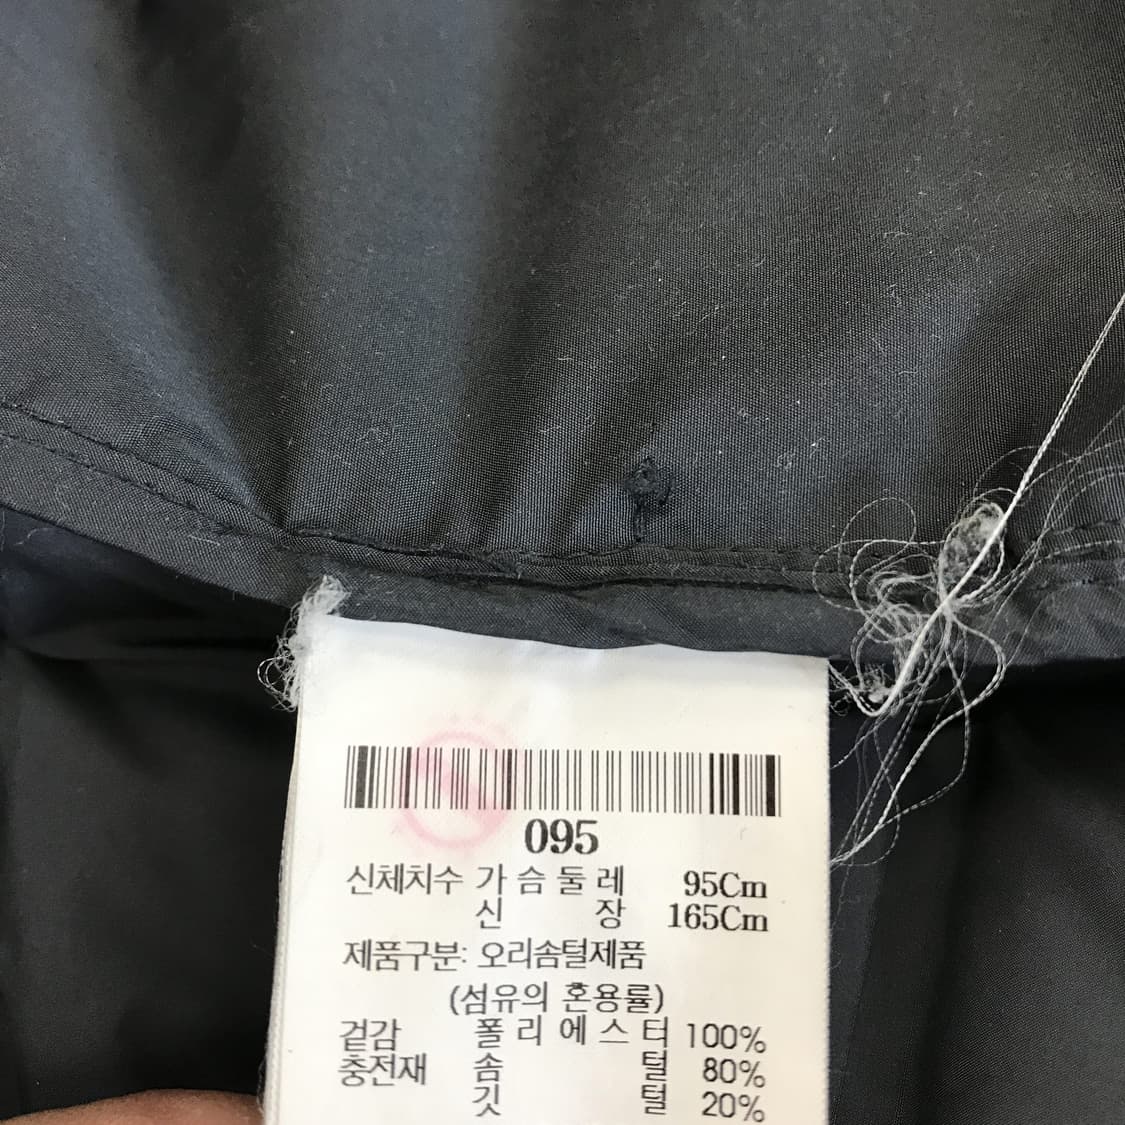 095
신체치수 가슴둘레 95Cm
신 장 165Cm
제품구분: 오리솜털제품
(섬유의 혼용률)
겉감 폴리에스터 100%
충전재 솜 털 80%
깃 털 20%